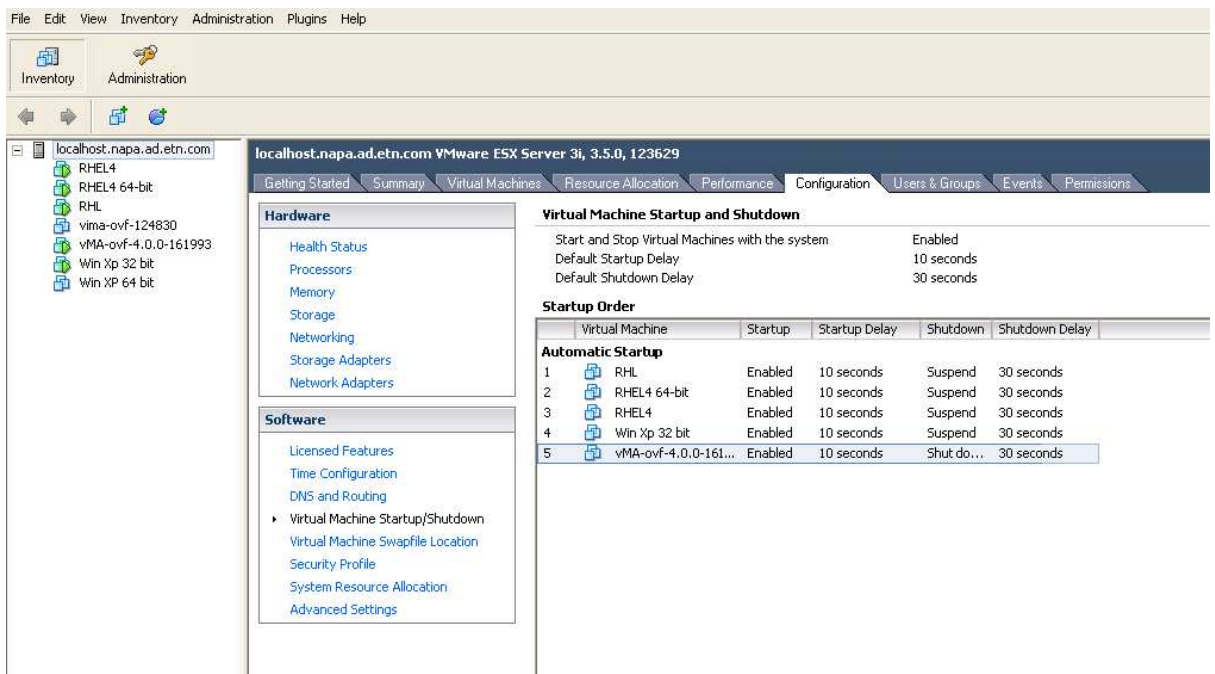 File Edit View Inventory Administration Plugins Help
Inventory Administration
localhost.napa.ad.etn.com
RHEL4
RHEL4 64-bit
RHL
vima-ovf-124830
vMA-ovf-4.0.0-161993
Win Xp 32 bit
Win XP 64 bit
localhost.napa.ad.etn.com VMware ESX Server 3i, 3.5.0, 123629
Getting Started Summary Virtual Machines Resource Allocation Performance Configuration Users & Groups Events Permissions
Hardware
Health Status
Processors
Memory
Storage
Networking
Storage Adapters
Network Adapters
Software
Licensed Features
Time Configuration
DNS and Routing
Virtual Machine Startup/Shutdown
Virtual Machine Swapfile Location
Security Profile
System Resource Allocation
Advanced Settings
Virtual Machine Startup and Shutdown
Start and Stop Virtual Machines with the system Enabled
Default Startup Delay 10 seconds
Default Shutdown Delay 30 seconds
Startup Order
Virtual Machine Startup Startup Delay Shutdown Shutdown Delay
Automatic Startup
1 RHL Enabled 10 seconds Suspend 30 seconds
2 RHEL4 64-bit Enabled 10 seconds Suspend 30 seconds
3 RHEL4 Enabled 10 seconds Suspend 30 seconds
4 Win Xp 32 bit Enabled 10 seconds Suspend 30 seconds
5 vMA-ovf-4.0.0-161... Enabled 10 seconds Shut do... 30 seconds